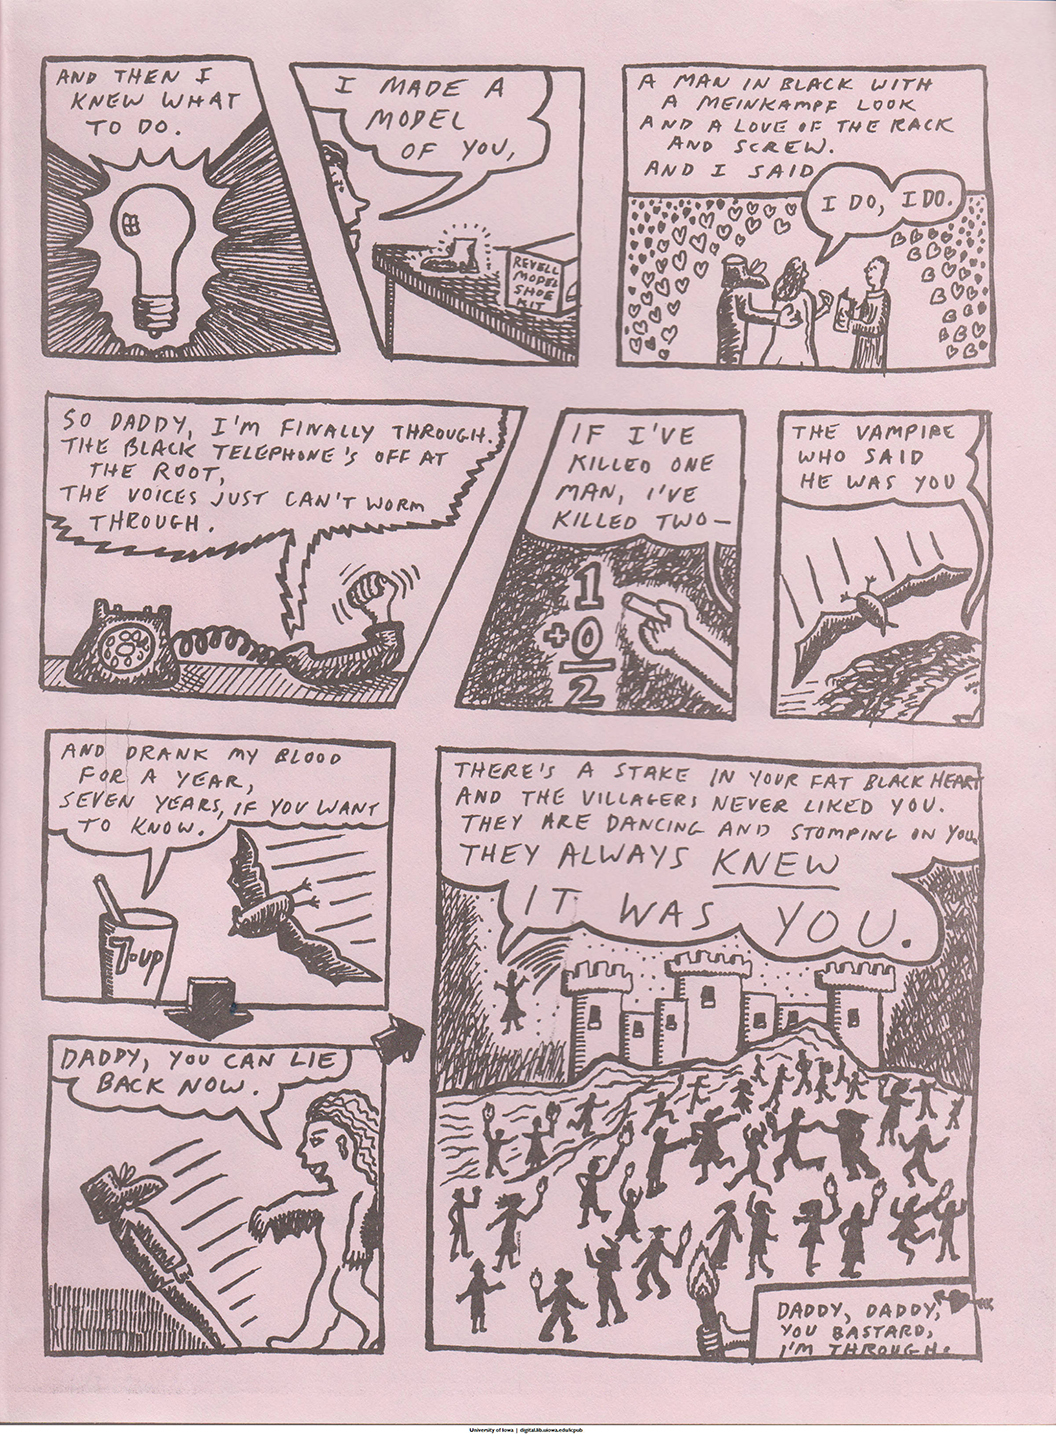 AND THEN I
KNEW WHAT
TO DO.
I MADE A
MODEL
OF YOU,
REVELL
MODEL
SHOE
KIT
A MAN IN BLACK WITH
A MEINKAMPF LOOK
AND A LOVE OF THE RACK
AND SCREW.
AND I SAID
I DO, I DO.
SO DADDY, I'M FINALLY THROUGH.
THE BLACK TELEPHONE'S OFF AT
THE ROOT,
THE VOICES JUST CAN'T WORM
THROUGH.
IF I'VE
KILLED ONE
MAN, I'VE
KILLED TWO—
1
+0
2
THE VAMPIRE
WHO SAID
HE WAS YOU
AND DRANK MY BLOOD
FOR A YEAR,
SEVEN YEARS, IF YOU WANT
TO KNOW.
7-UP
DADDY, YOU CAN LIE
BACK NOW.
THERE'S A STAKE IN YOUR FAT BLACK HEART
AND THE VILLAGERS NEVER LIKED YOU.
THEY ARE DANCING AND STOMPING ON YOU.
THEY ALWAYS KNEW
IT WAS YOU.
DADDY, DADDY,
YOU BASTARD,
I'M THROUGH.
University of Iowa | digital.lib.uiowa.edu/icpub